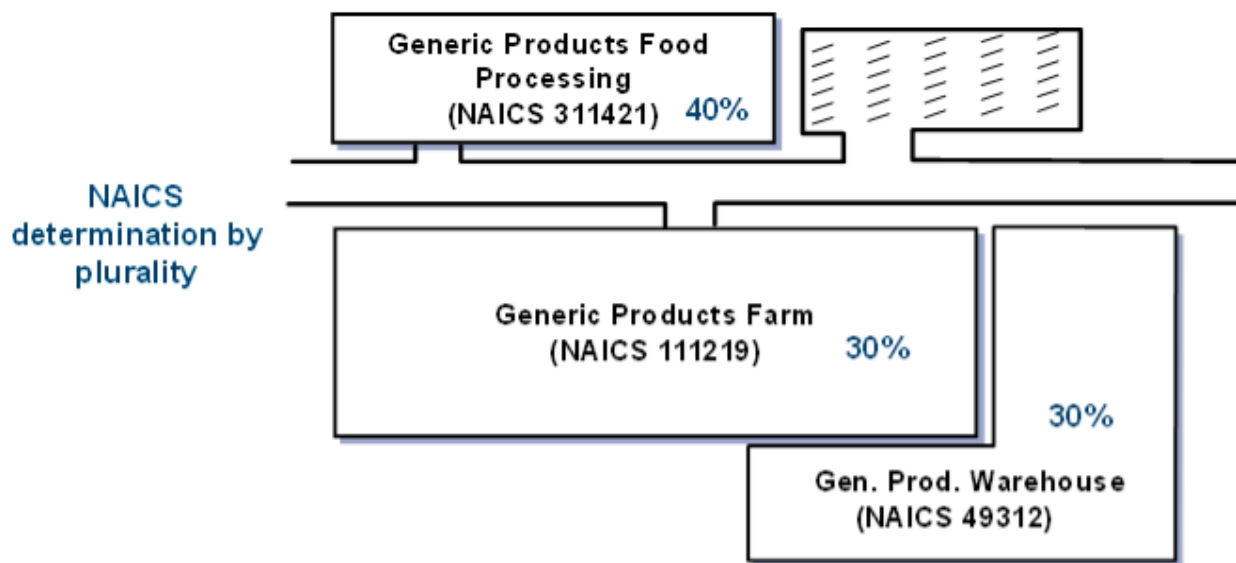 Generic Products Food
Processing
(NAICS 311421) 40%
NAICS
determination by
plurality
Generic Products Farm
(NAICS 111219) 30%
30%
Gen. Prod. Warehouse
(NAICS 49312)